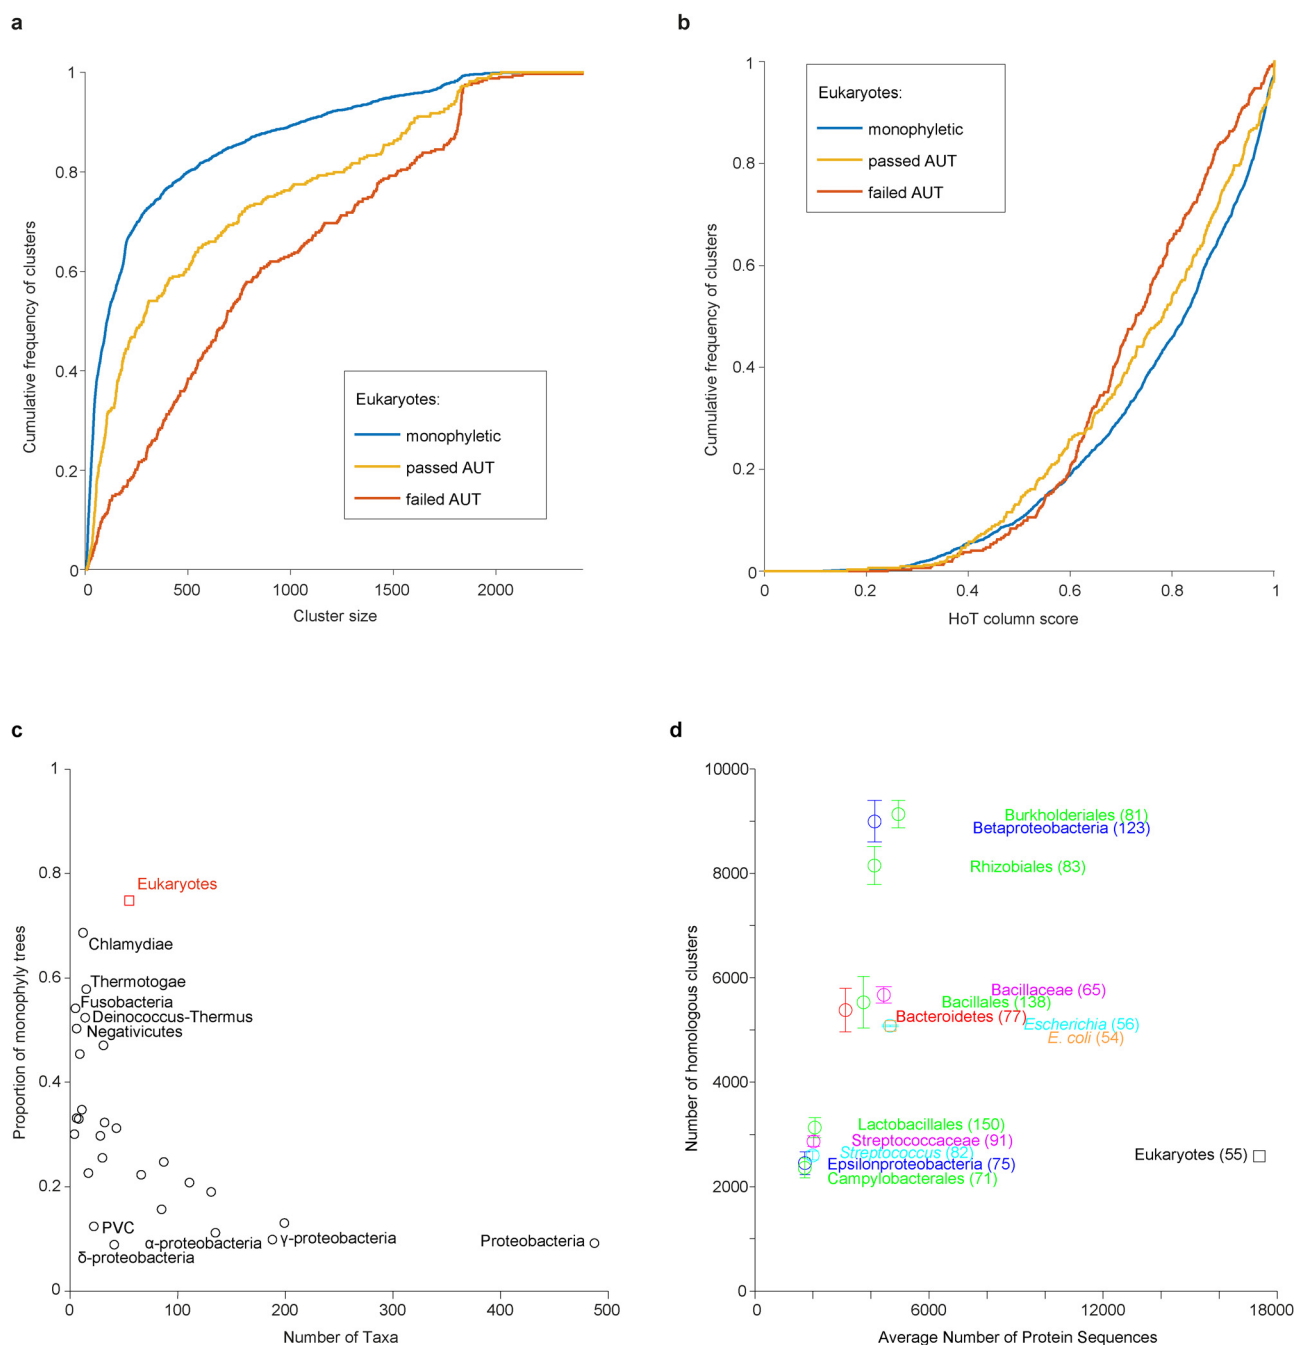 a
1
0.8
0.6
0.4
0.2
0
Cumulative frequency of clusters
Eukaryotes:
monophyletic
passed AUT
failed AUT
0
500
1000
1500
2000
Cluster size
b
1
0.8
0.6
0.4
0.2
0
Cumulative frequency of clusters
Eukaryotes:
monophyletic
passed AUT
failed AUT
0
0.2
0.4
0.6
0.8
1
HoT column score
c
1
0.8
0.6
0.4
0.2
0
Proportion of monophyly trees
Eukaryotes
Chlamydiae
Thermotogae
Fusobacteria
Deinococcus-Thermus
Negativicutes
PVC
α-proteobacteria
γ-proteobacteria
Proteobacteria
δ-proteobacteria
0
100
200
300
400
500
Number of Taxa
d
10000
8000
6000
4000
2000
0
Number of homologous clusters
Burkholderiales (81)
Betaproteobacteria (123)
Rhizobiales (83)
Bacillaceae (65)
Bacillales (138)
Bacteroidetes (77)
Escherichia (56)
E. coli (54)
Lactobacillales (150)
Streptococcaceae (91)
Streptococcus (82)
Eukaryotes (55)
Epsilonproteobacteria (75)
Campylobacterales (71)
0
6000
12000
18000
Average Number of Protein Sequences